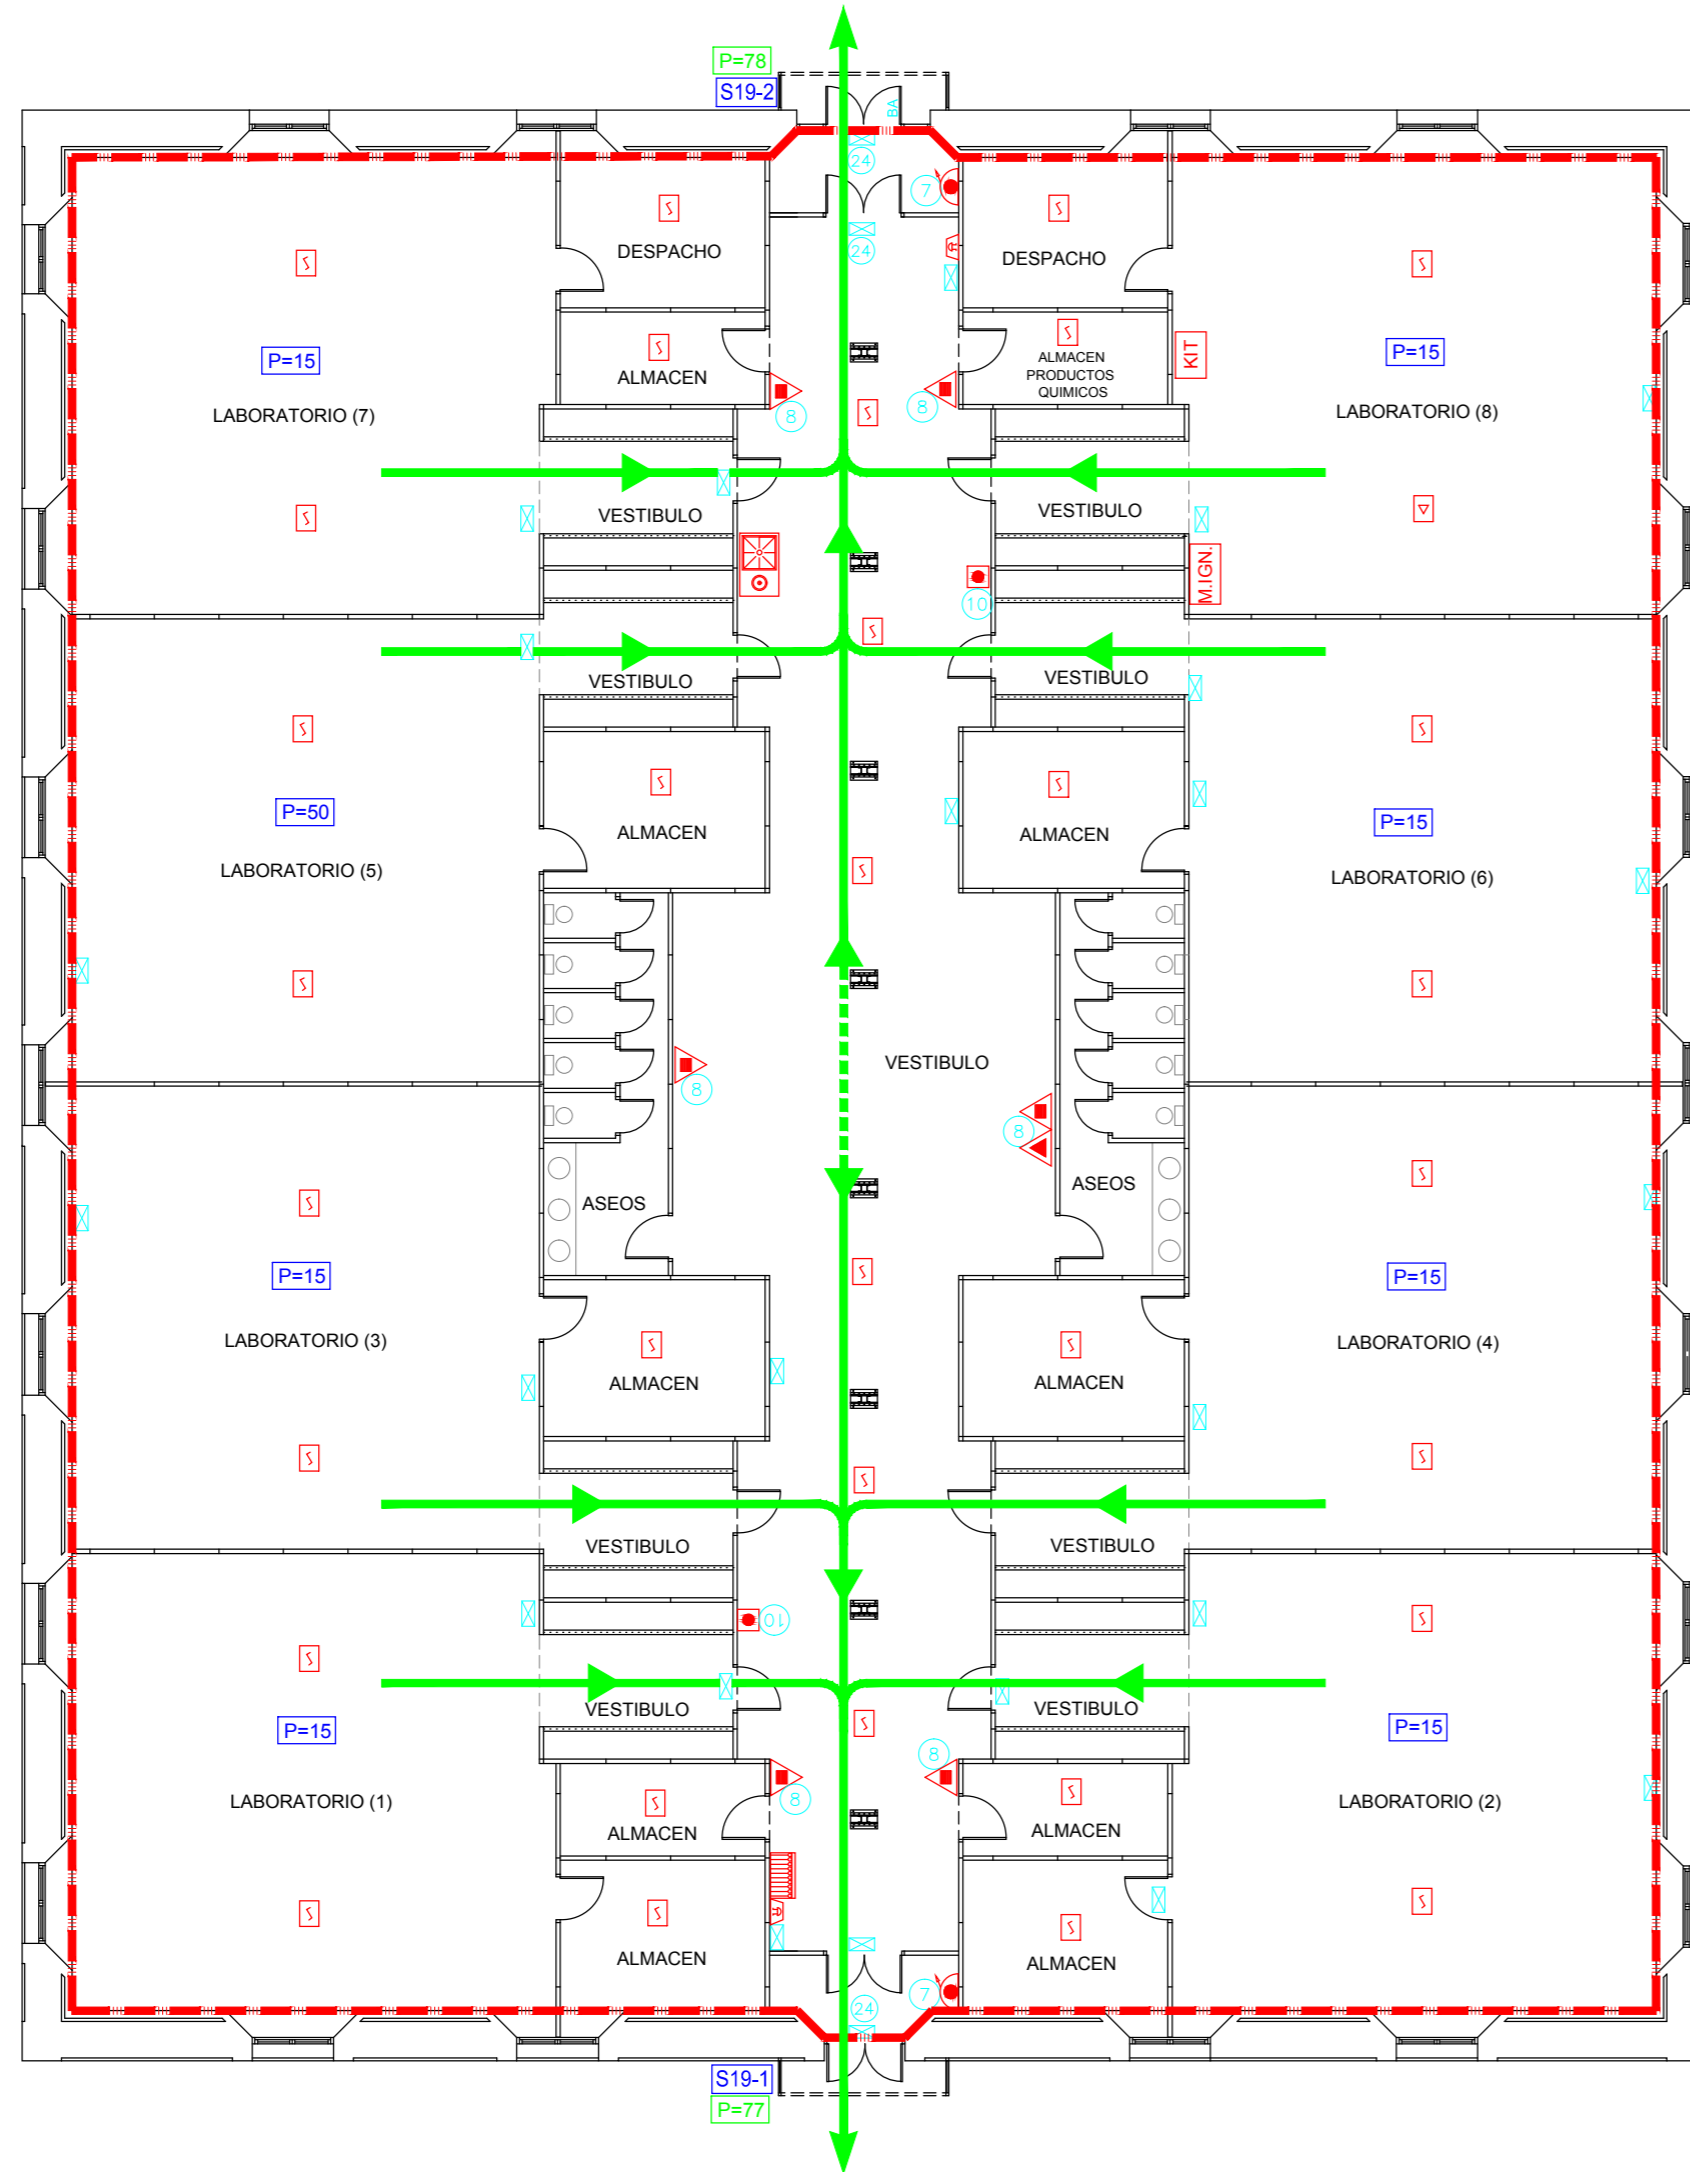 P=78
S19-2
BA
24
7
24
DESPACHO
DESPACHO
ALMACEN
ALMACEN
PRODUCTOS
QUIMICOS
KIT
P=15
P=15
LABORATORIO (7)
LABORATORIO (8)
8
8
VESTIBULO
VESTIBULO
M.IGN.
10
VESTIBULO
VESTIBULO
P=50
P=15
ALMACEN
ALMACEN
LABORATORIO (5)
LABORATORIO (6)
VESTIBULO
8
8
ASEOS
ASEOS
P=15
P=15
LABORATORIO (3)
LABORATORIO (4)
ALMACEN
ALMACEN
VESTIBULO
VESTIBULO
10
VESTIBULO
VESTIBULO
P=15
P=15
8
8
LABORATORIO (1)
LABORATORIO (2)
ALMACEN
ALMACEN
ALMACEN
ALMACEN
7
24
S19-1
P=77